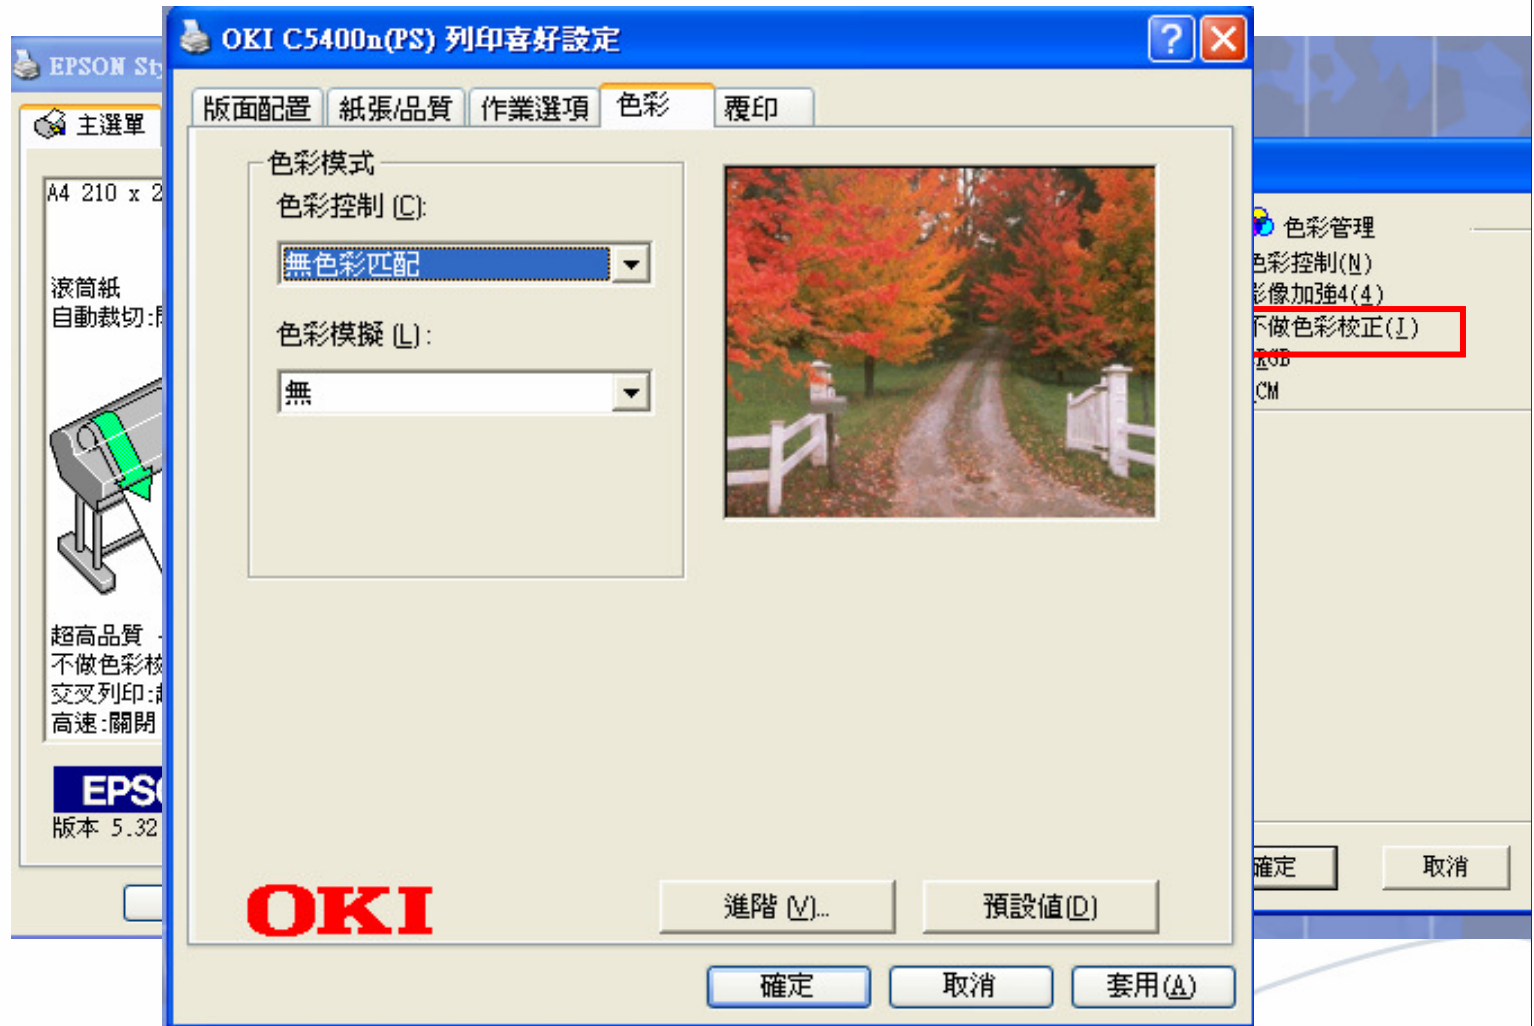 OKI C5400n(PS) 列印喜好設定
版面配置 紙張/品質 作業選項 色彩 覆印
色彩模式
色彩控制 (C):
無色彩匹配
色彩模擬 (L) :
無
OKI
進階 (V)... 預設值(D)
確定 取消 套用(A)
EPSON
主選單
A4 210 x 2
滾筒紙
自動裁切:
超高品質 -
不做色彩校
交叉列印:
高速:關閉
EPS
版本 5.32
色彩管理
色彩控制(N)
影像加強4(4)
不做色彩校正(I)
RGB
CM
確定 取消